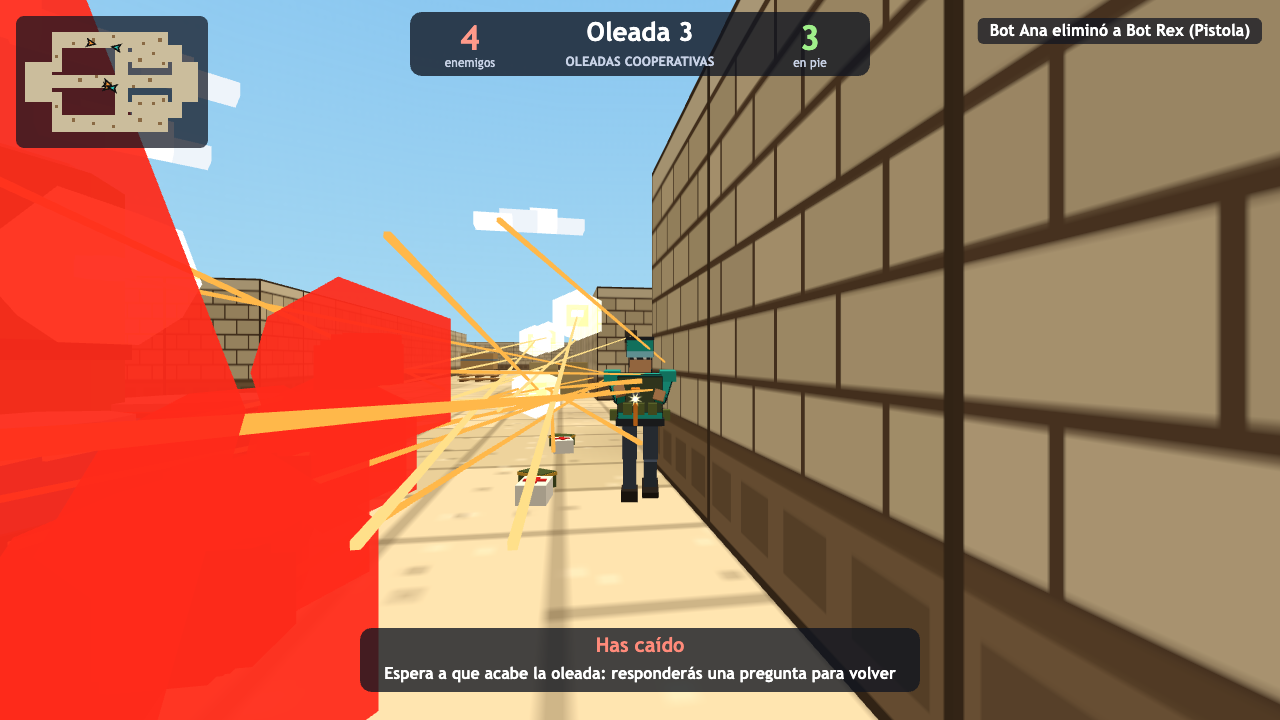 4
enemigos
Oleada 3
OLEADAS COOPERATIVAS
3
en pie
Bot Ana eliminó a Bot Rex (Pistola)
Has caído
Espera a que acabe la oleada: responderás una pregunta para volver